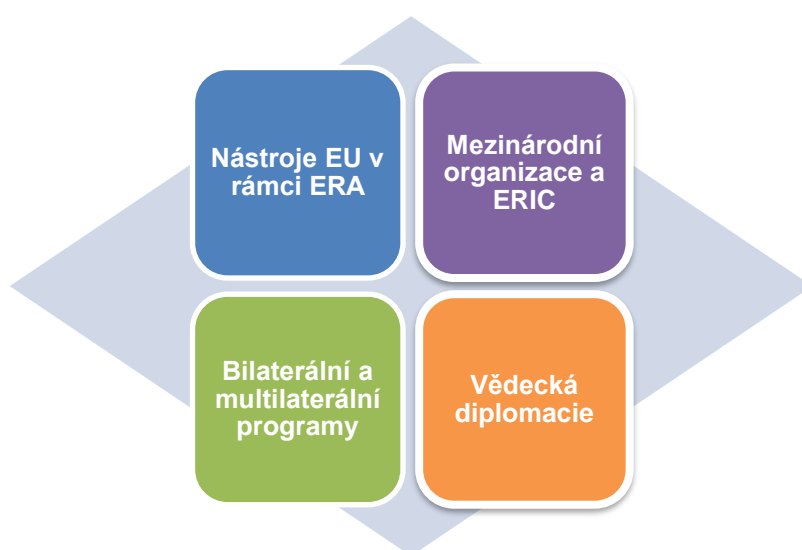 Nástroje EU v
rámci ERA
Mezinárodní
organizace a
ERIC
Bilaterální a
multilaterální
programy
Vědecká
diplomacie